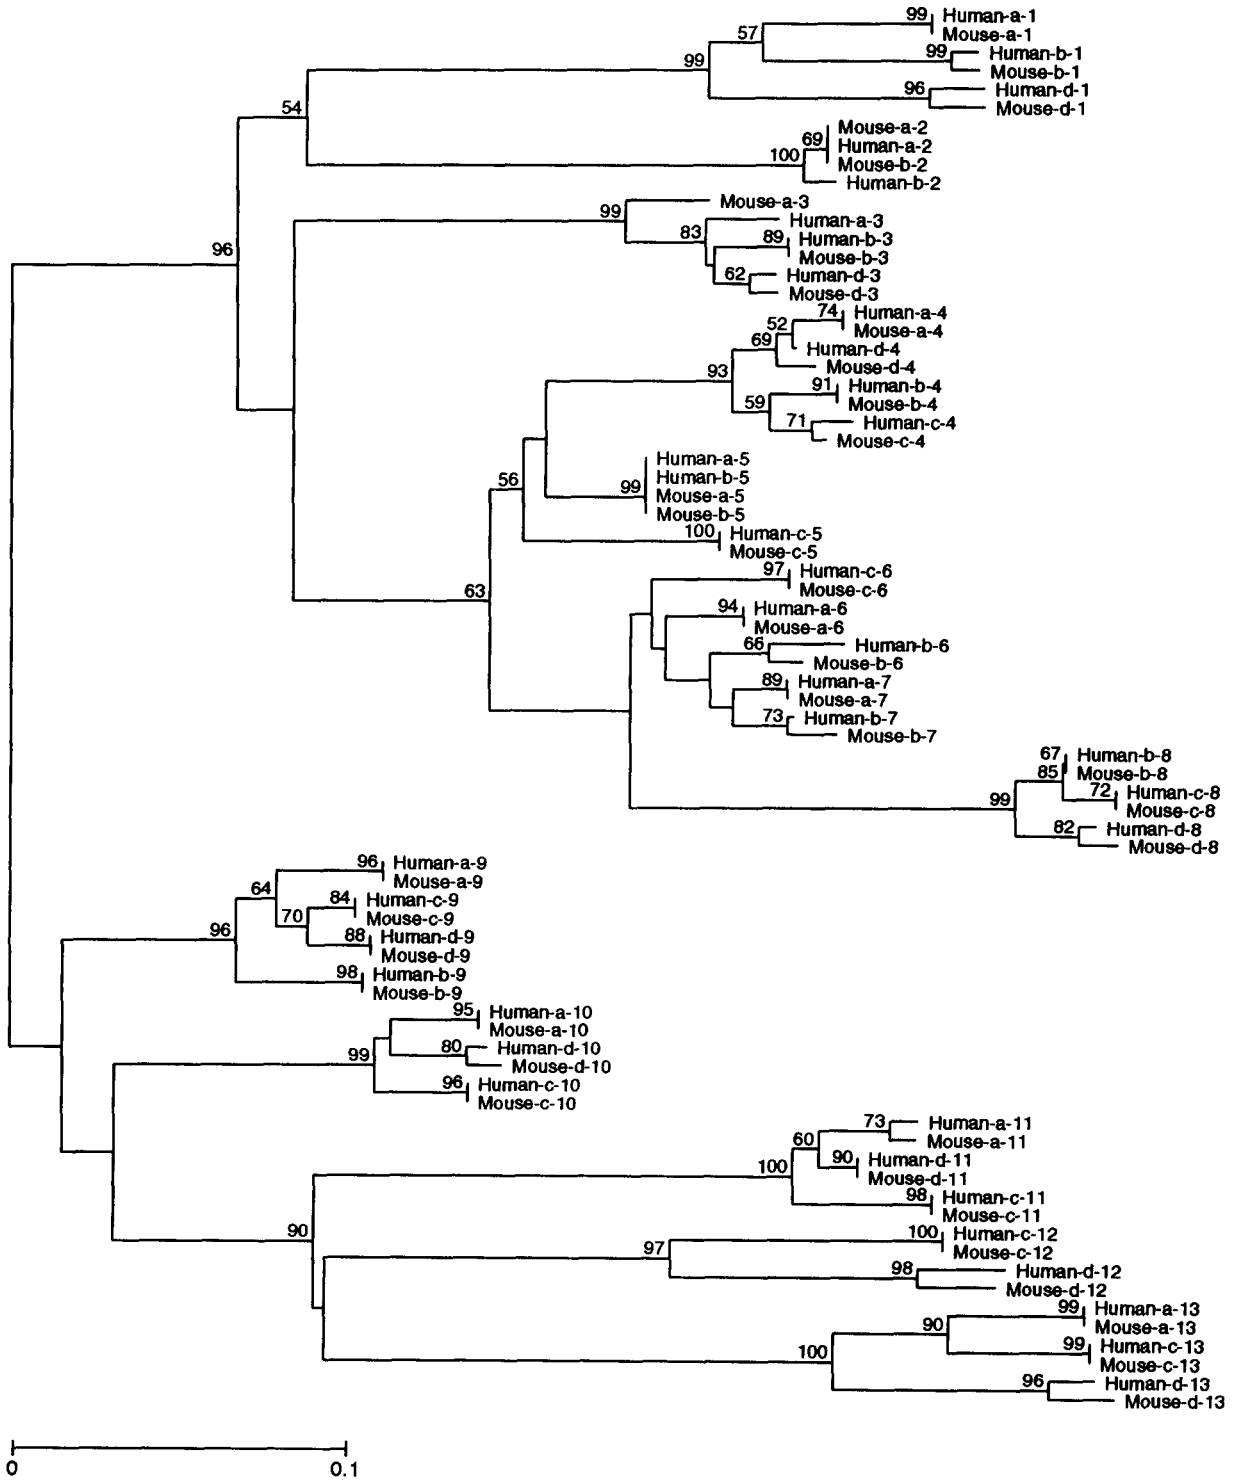 99 Human-a-1
Mouse-a-1
57
99 Human-b-1
Mouse-b-1
99
96 Human-d-1
Mouse-d-1
54
Mouse-a-2
69 Human-a-2
Mouse-b-2
100
Human-b-2
96
Mouse-a-3
99
Human-a-3
83
89 Human-b-3
Mouse-b-3
62 Human-d-3
Mouse-d-3
74 Human-a-4
Mouse-a-4
52
Human-d-4
69
Mouse-d-4
93
91 Human-b-4
Mouse-b-4
59
71 Human-c-4
Mouse-c-4
Human-a-5
Human-b-5
99 Mouse-a-5
Mouse-b-5
56
100 Human-c-5
Mouse-c-5
63
97 Human-c-6
Mouse-c-6
94 Human-a-6
Mouse-a-6
66 Human-b-6
Mouse-b-6
89 Human-a-7
Mouse-a-7
73 Human-b-7
Mouse-b-7
67 Human-b-8
85 Mouse-b-8
72 Human-c-8
Mouse-c-8
99
82 Human-d-8
Mouse-d-8
96 Human-a-9
Mouse-a-9
64
84 Human-c-9
Mouse-c-9
70
88 Human-d-9
Mouse-d-9
96
98 Human-b-9
Mouse-b-9
95 Human-a-10
Mouse-a-10
80 Human-d-10
Mouse-d-10
99
96 Human-c-10
Mouse-c-10
73 Human-a-11
Mouse-a-11
60
90 Human-d-11
Mouse-d-11
100
98 Human-c-11
Mouse-c-11
90
100 Human-c-12
Mouse-c-12
97
98 Human-d-12
Mouse-d-12
99 Human-a-13
Mouse-a-13
90
99 Human-c-13
Mouse-c-13
100
96 Human-d-13
Mouse-d-13
0 0.1